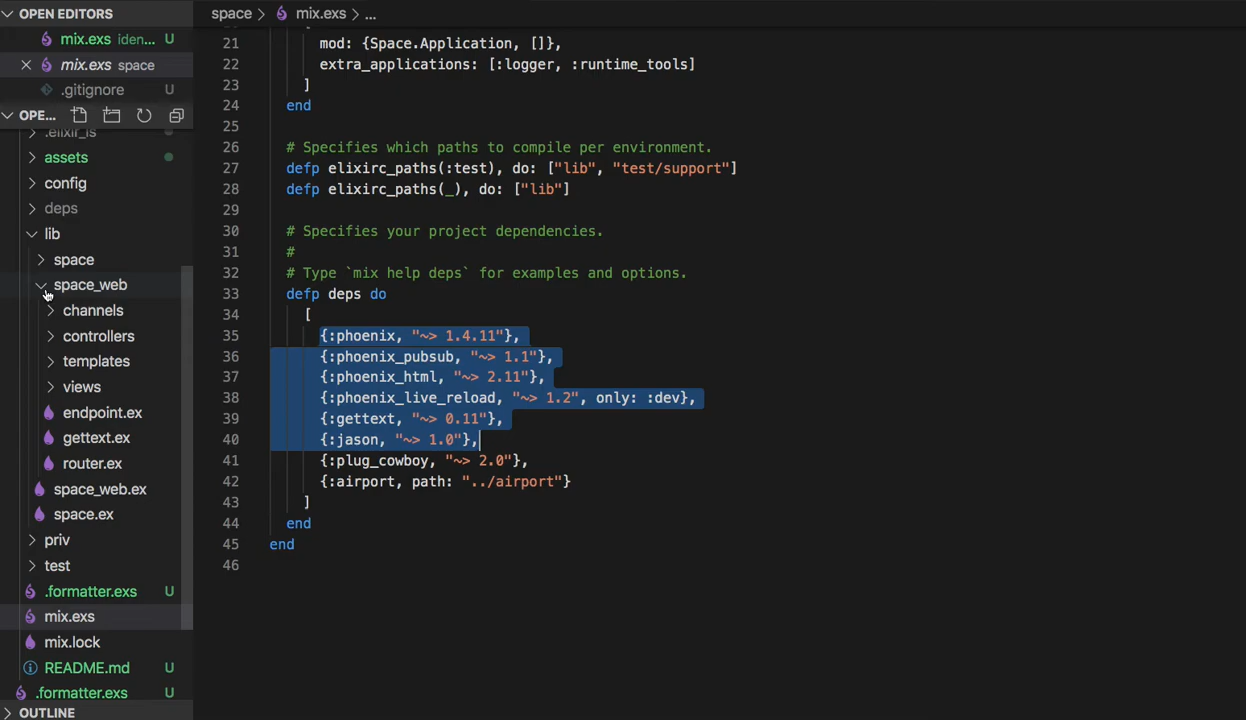 OPEN EDITORS
mix.exs iden... U
mix.exs space
.gitignore U
OPE...
.elixir_ls
assets
config
deps
lib
space
space_web
channels
controllers
templates
views
endpoint.ex
gettext.ex
router.ex
space_web.ex
space.ex
priv
test
.formatter.exs U
mix.exs
mix.lock
README.md U
.formatter.exs U
OUTLINE
space > mix.exs > ...
21 mod: {Space.Application, []},
22 extra_applications: [:logger, :runtime_tools]
23 ]
24 end
25
26 # Specifies which paths to compile per environment.
27 defp elixirc_paths(:test), do: ["lib", "test/support"]
28 defp elixirc_paths(_), do: ["lib"]
29
30 # Specifies your project dependencies.
31 #
32 # Type `mix help deps` for examples and options.
33 defp deps do
34 [
35 {:phoenix, "~> 1.4.11"},
36 {:phoenix_pubsub, "~> 1.1"},
37 {:phoenix_html, "~> 2.11"},
38 {:phoenix_live_reload, "~> 1.2", only: :dev},
39 {:gettext, "~> 0.11"},
40 {:jason, "~> 1.0"},
41 {:plug_cowboy, "~> 2.0"},
42 {:airport, path: "../airport"}
43 ]
44 end
45 end
46